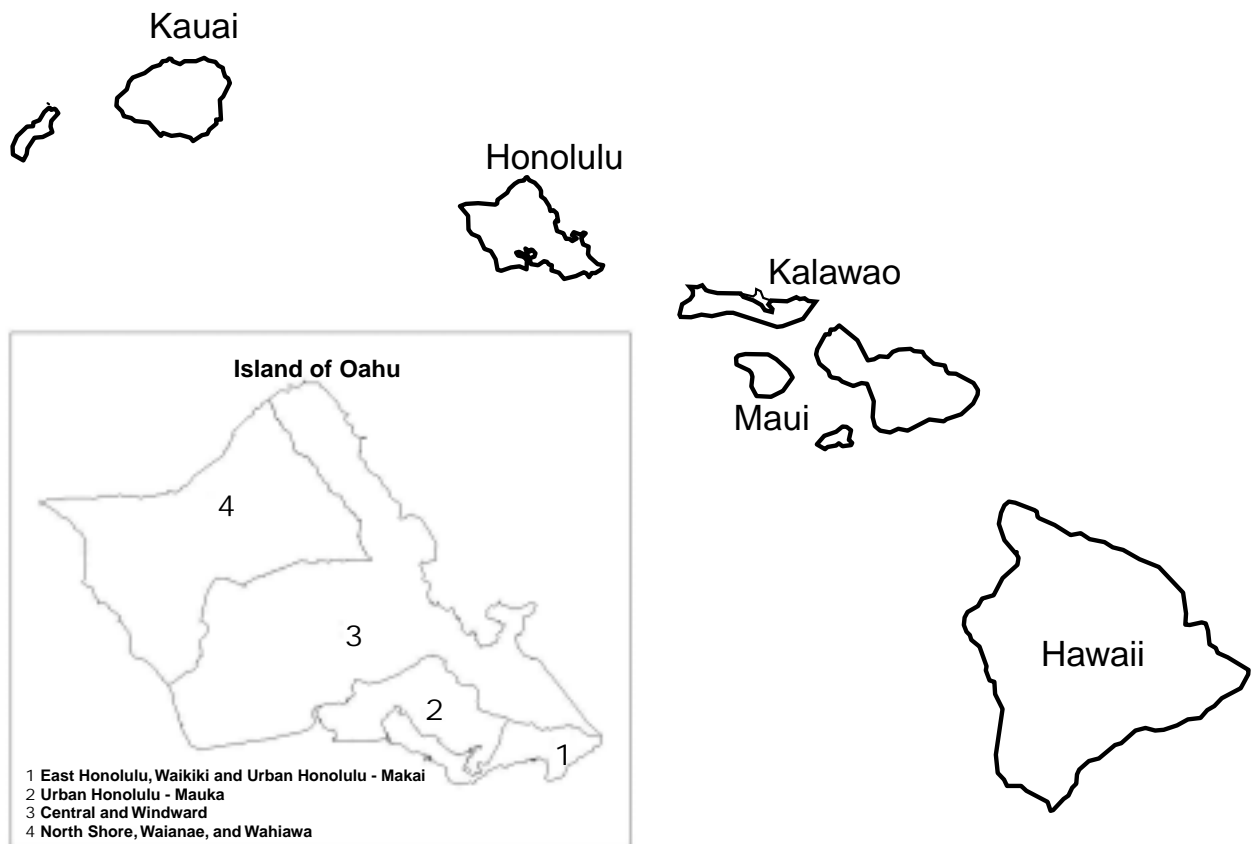 Kauai
Honolulu
Kalawao
Maui
Hawaii
Island of Oahu
4
3
2
1
1 East Honolulu, Waikiki and Urban Honolulu - Makai
2 Urban Honolulu - Mauka
3 Central and Windward
4 North Shore, Waianae, and Wahiawa